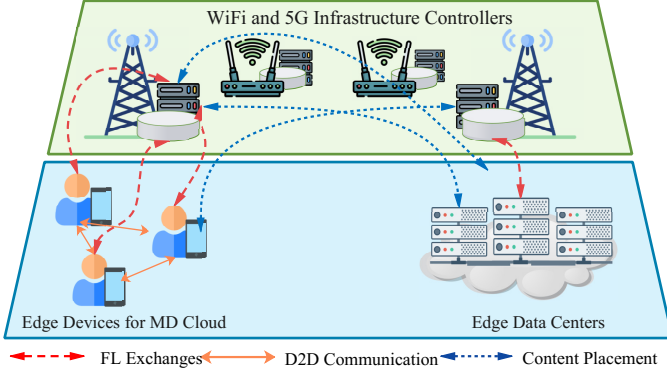 WiFi and 5G Infrastructure Controllers
Edge Devices for MD Cloud
Edge Data Centers
FL Exchanges
D2D Communication
Content Placement